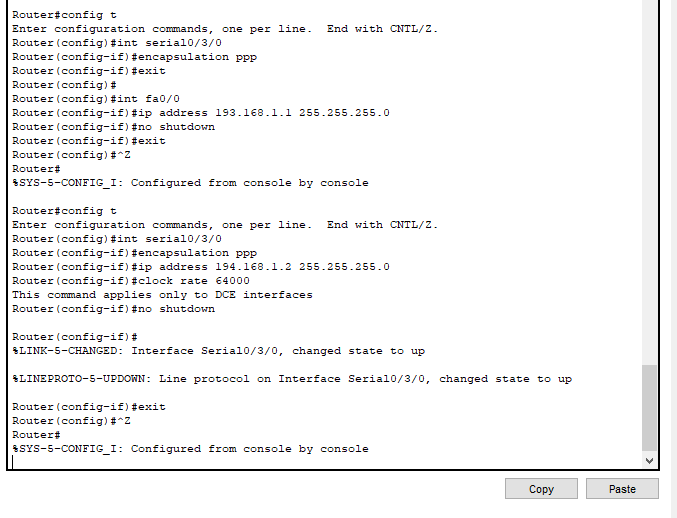 Router#config t
Enter configuration commands, one per line.  End with CNTL/Z.
Router(config)#int serial0/3/0
Router(config-if)#encapsulation ppp
Router(config-if)#exit
Router(config)#
Router(config)#int fa0/0
Router(config-if)#ip address 193.168.1.1 255.255.255.0
Router(config-if)#no shutdown
Router(config-if)#exit
Router(config)#^Z
Router#
%SYS-5-CONFIG_I: Configured from console by console

Router#config t
Enter configuration commands, one per line.  End with CNTL/Z.
Router(config)#int serial0/3/0
Router(config-if)#encapsulation ppp
Router(config-if)#ip address 194.168.1.2 255.255.255.0
Router(config-if)#clock rate 64000
This command applies only to DCE interfaces
Router(config-if)#no shutdown

Router(config-if)#
%LINK-5-CHANGED: Interface Serial0/3/0, changed state to up

%LINEPROTO-5-UPDOWN: Line protocol on Interface Serial0/3/0, changed state to up

Router(config-if)#exit
Router(config)#^Z
Router#
%SYS-5-CONFIG_I: Configured from console by console
Copy
Paste